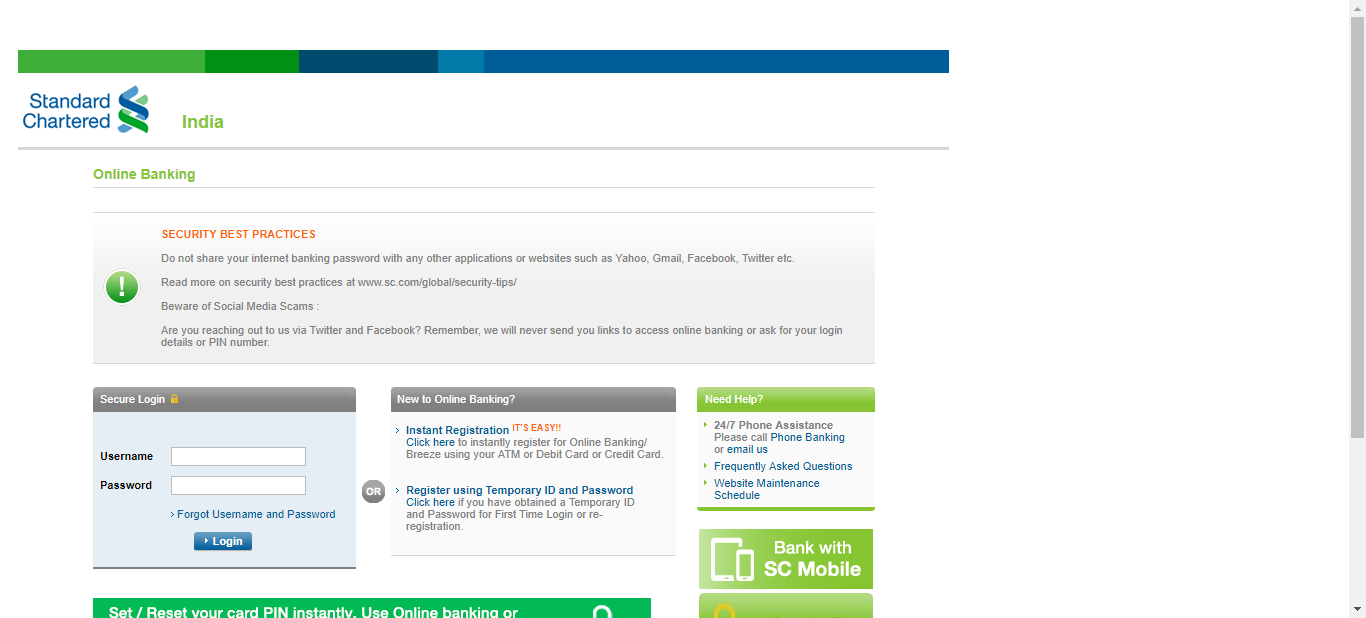 Standard
Chartered
India
Online Banking
SECURITY BEST PRACTICES
Do not share your internet banking password with any other applications or websites such as Yahoo, Gmail, Facebook, Twitter etc.
Read more on security best practices at www.sc.com/global/security-tips/
Beware of Social Media Scams :
Are you reaching out to us via Twitter and Facebook? Remember, we will never send you links to access online banking or ask for your login
details or PIN number.
Secure Login
Username
Password
Forgot Username and Password
Login
OR
New to Online Banking?
Instant Registration IT'S EASY!!
Click here to instantly register for Online Banking/
Breeze using your ATM or Debit Card or Credit Card.
Register using Temporary ID and Password
Click here if you have obtained a Temporary ID
and Password for First Time Login or re-
registration.
Need Help?
24/7 Phone Assistance
Please call Phone Banking
or email us
Frequently Asked Questions
Website Maintenance
Schedule
Bank with
SC Mobile
Set / Reset your card PIN instantly. Use Online banking or